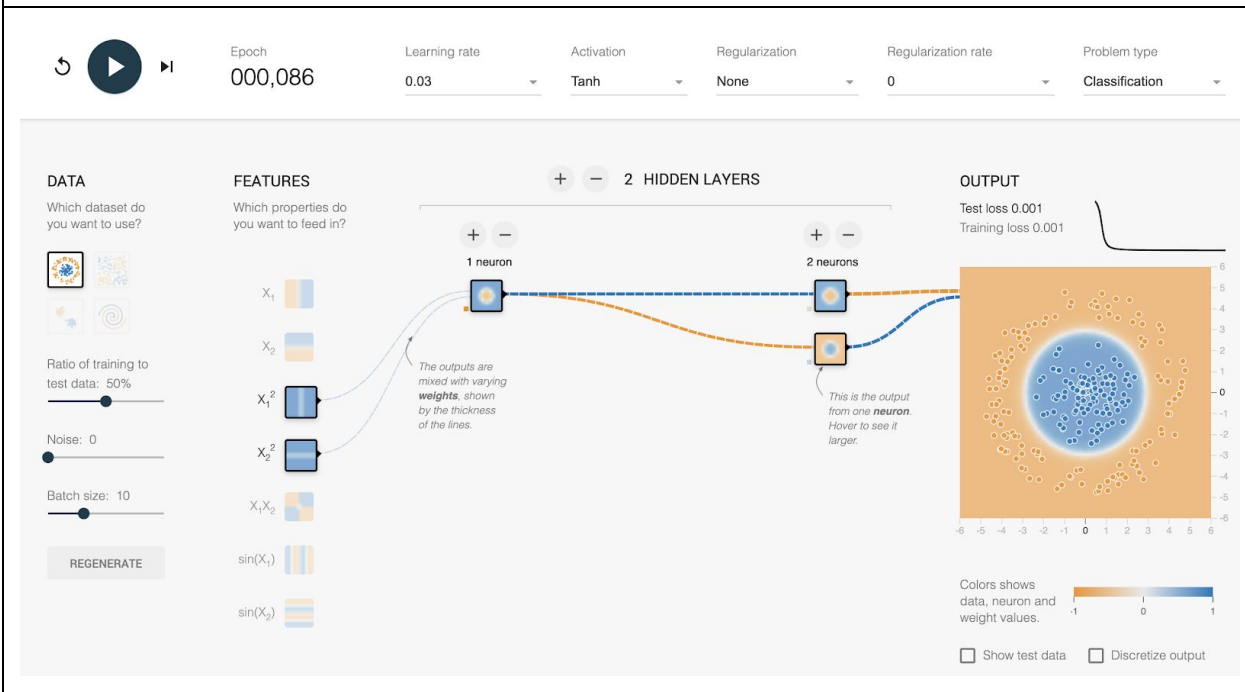 Epoch
000,086
Learning rate
0.03
Activation
Tanh
Regularization
None
Regularization rate
0
Problem type
Classification
DATA
Which dataset do
you want to use?
Ratio of training to
test data: 50%
Noise: 0
Batch size: 10
REGENERATE
FEATURES
Which properties do
you want to feed in?
X₁
X₂
X₁²
X₂²
X₁X₂
sin(X₁)
sin(X₂)
+ − 2 HIDDEN LAYERS
+ −
1 neuron
+ −
2 neurons
The outputs are
mixed with varying
weights, shown
by the thickness
of the lines.
This is the output
from one neuron.
Hover to see it
larger.
OUTPUT
Test loss 0.001
Training loss 0.001
6
5
4
3
2
1
0
-1
-2
-3
-4
-5
-6
-6 -5 -4 -3 -2 -1 0 1 2 3 4 5 6
Colors shows
data, neuron and
weight values.
-1 0 1
Show test data
Discretize output